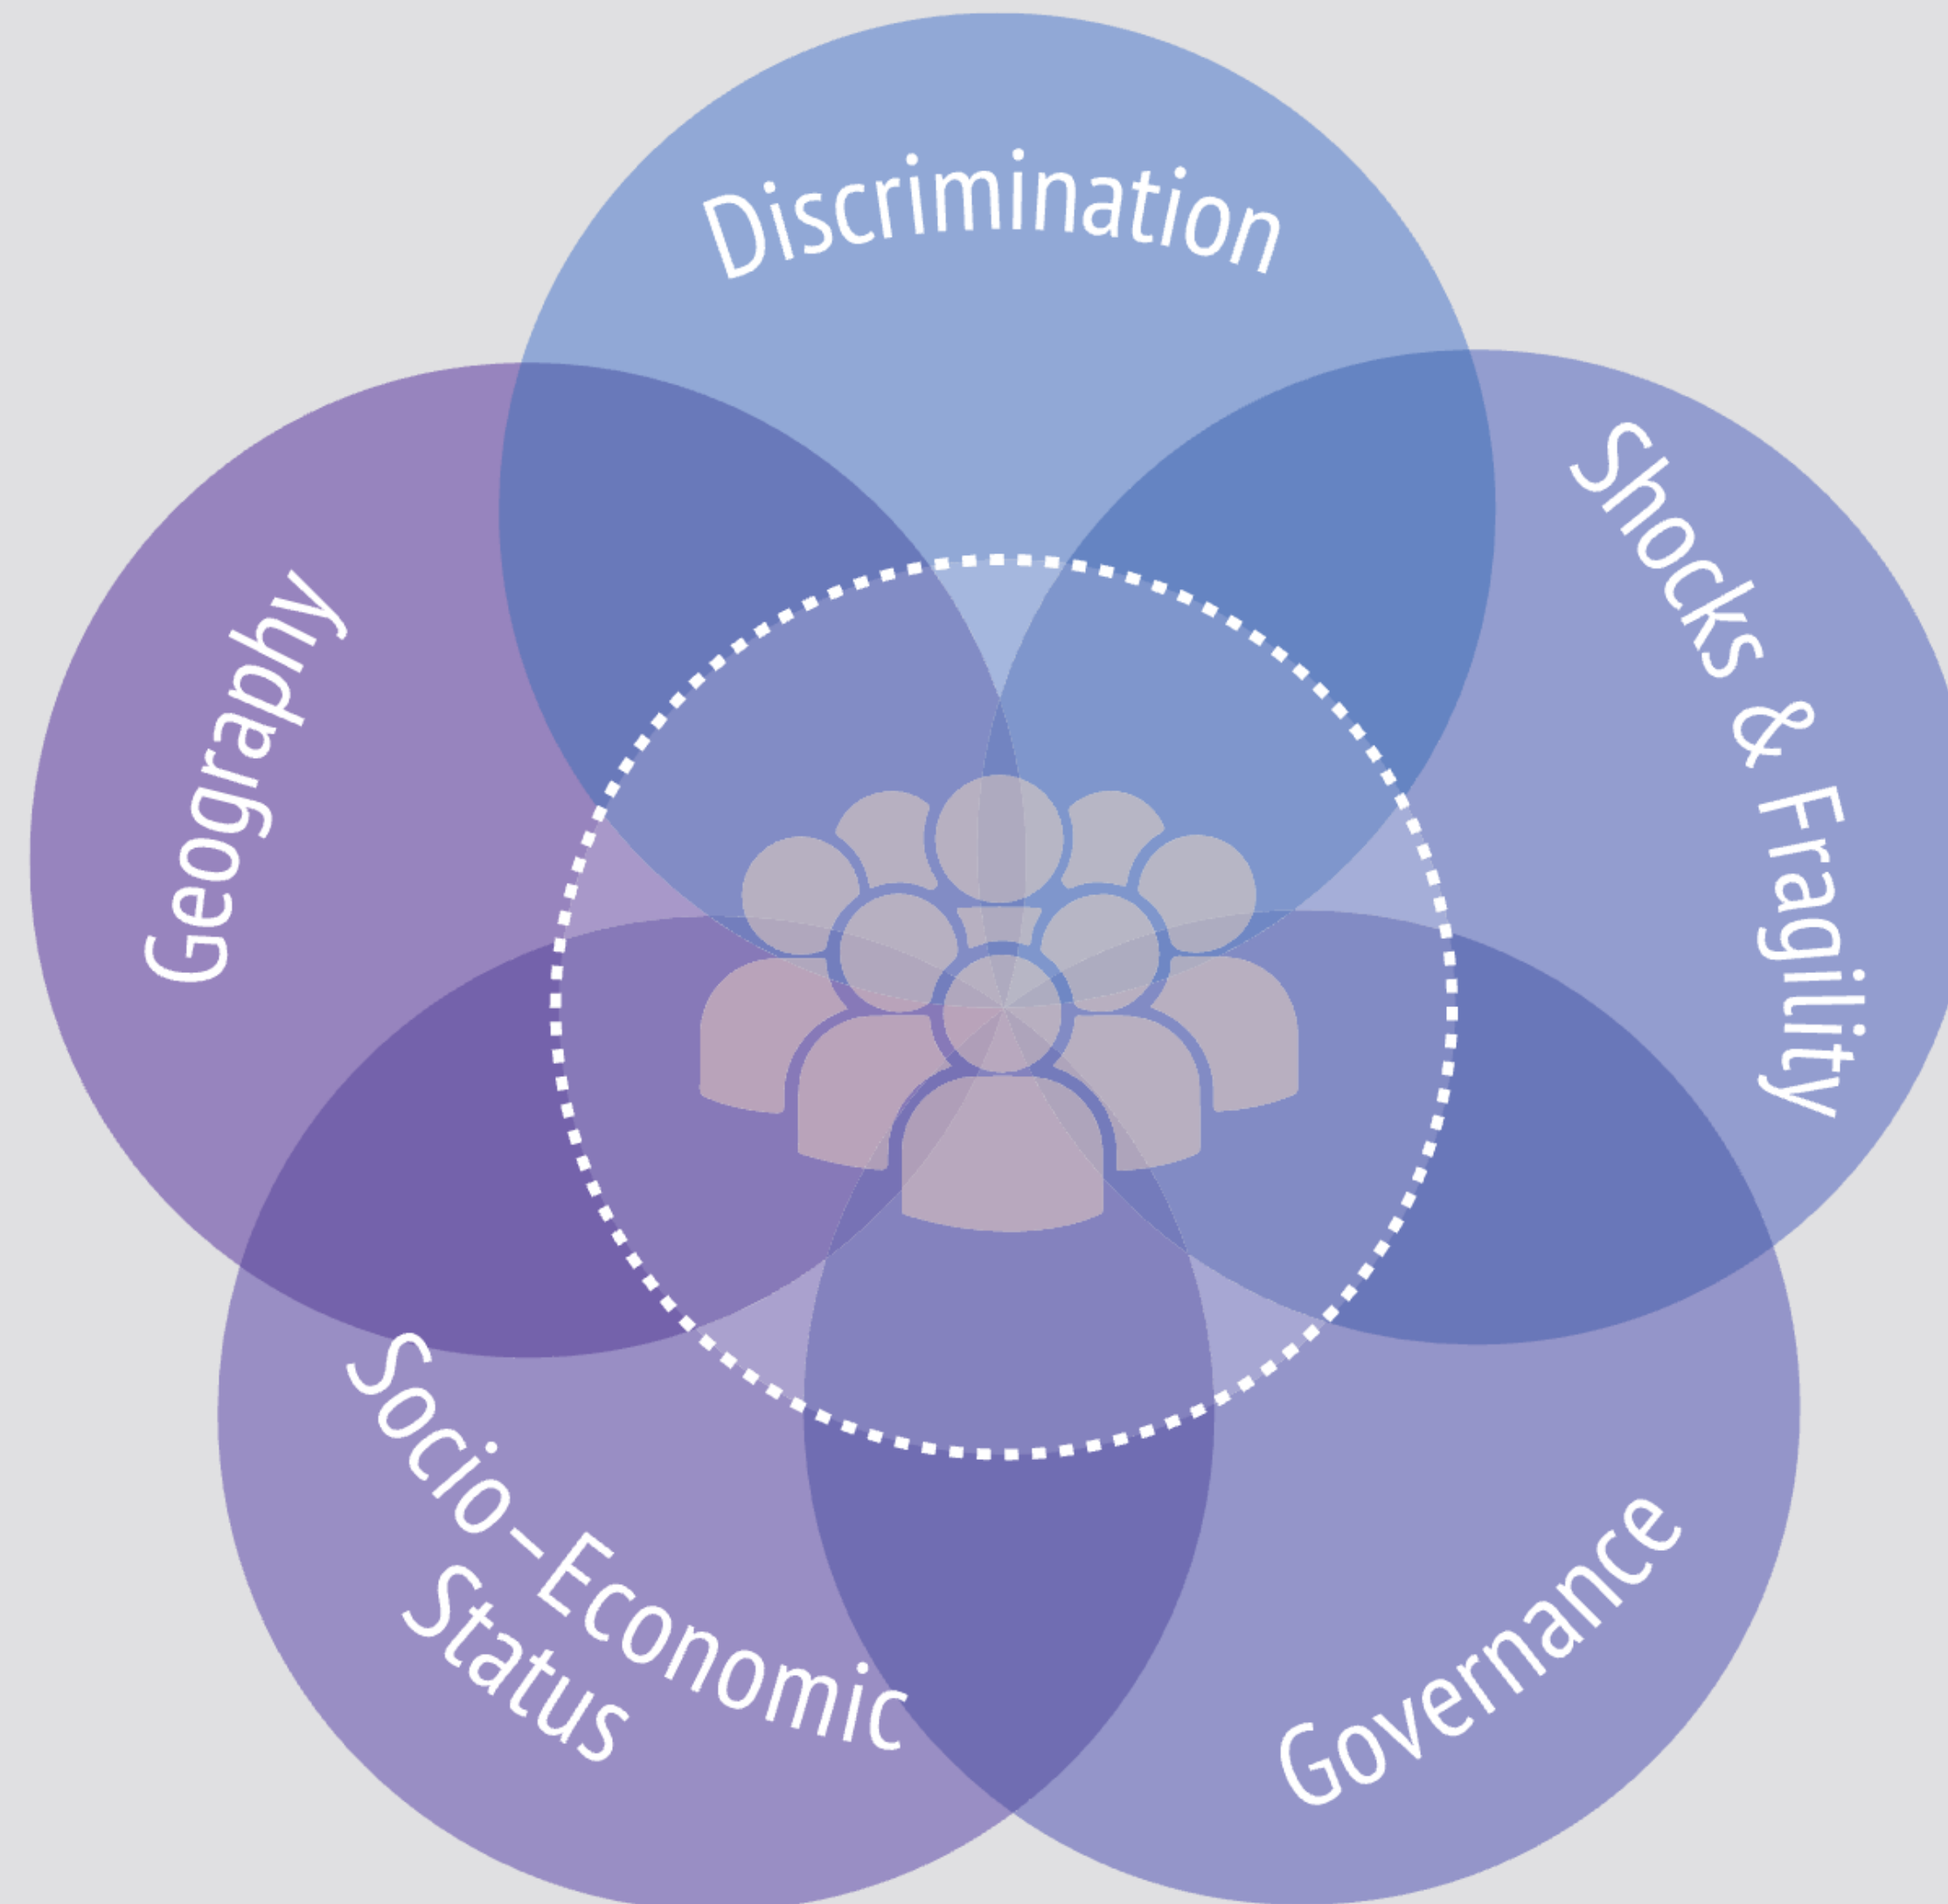 Discrimination
Shocks & Fragility
Geography
Socio-Economic
Status
Governance